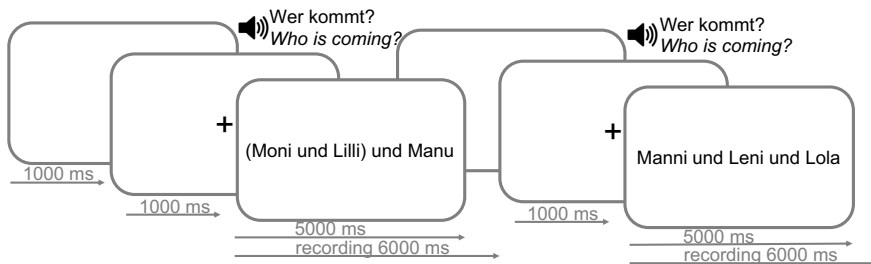 Wer kommt?
Who is coming?
+
(Moni und Lilli) und Manu
1000 ms
1000 ms
5000 ms
recording 6000 ms
Wer kommt?
Who is coming?
+
Manni und Leni und Lola
1000 ms
5000 ms
recording 6000 ms